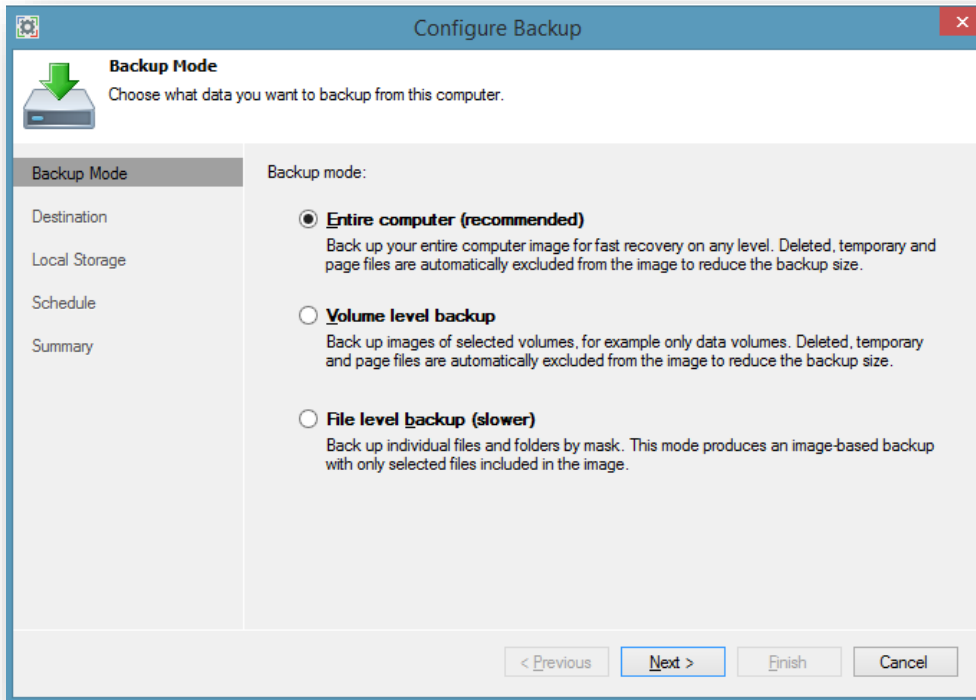 Configure Backup
Backup Mode
Choose what data you want to backup from this computer.
Backup Mode
Destination
Local Storage
Schedule
Summary
Backup mode:
Entire computer (recommended)
Back up your entire computer image for fast recovery on any level. Deleted, temporary and
page files are automatically excluded from the image to reduce the backup size.
Volume level backup
Back up images of selected volumes, for example only data volumes. Deleted, temporary
and page files are automatically excluded from the image to reduce the backup size.
File level backup (slower)
Back up individual files and folders by mask. This mode produces an image-based backup
with only selected files included in the image.
< Previous
Next >
Finish
Cancel